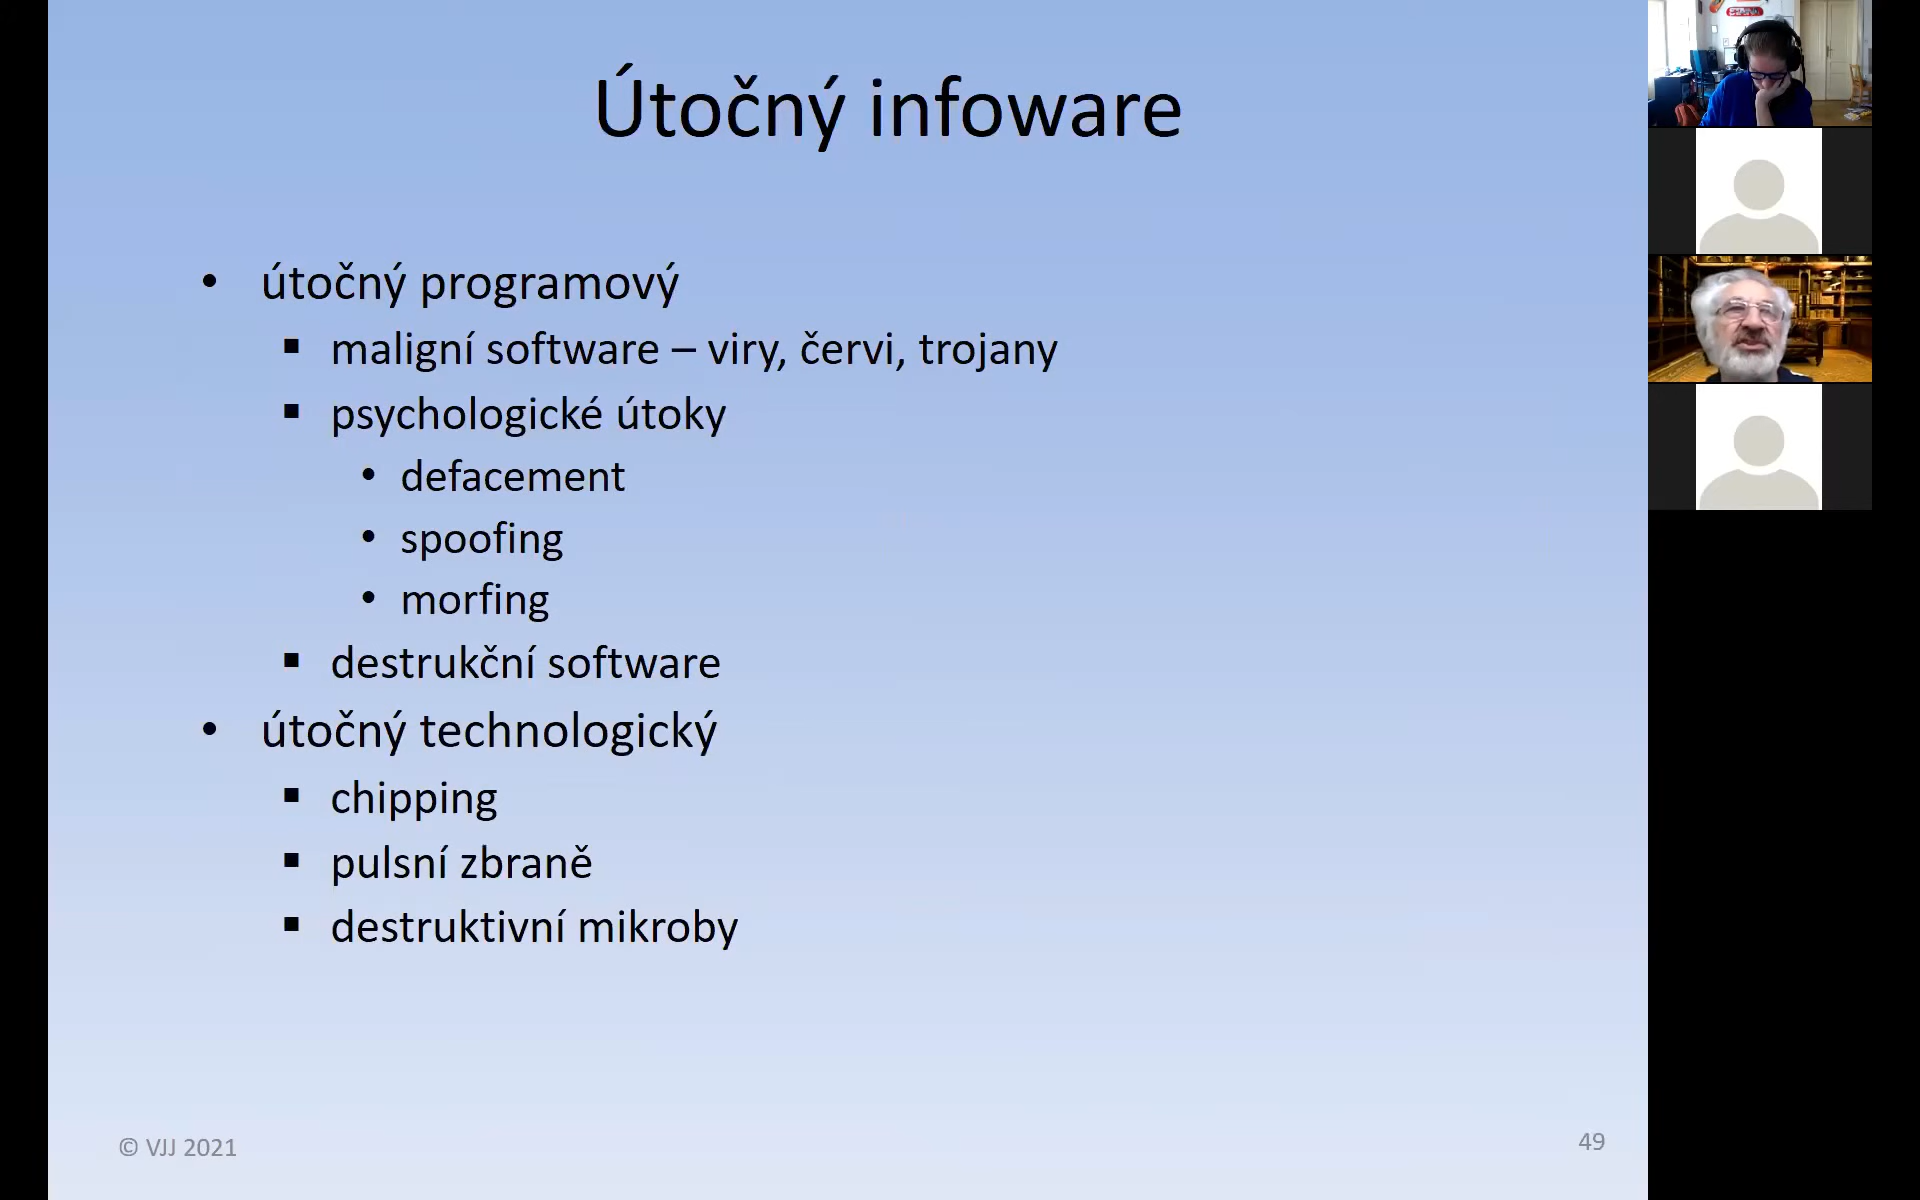 Útočný infoware
• útočný programový
▪ maligní software – viry, červi, trojany
▪ psychologické útoky
• defacement
• spoofing
• morfing
▪ destrukční software
• útočný technologický
▪ chipping
▪ pulsní zbraně
▪ destruktivní mikroby
© VJJ 2021
49